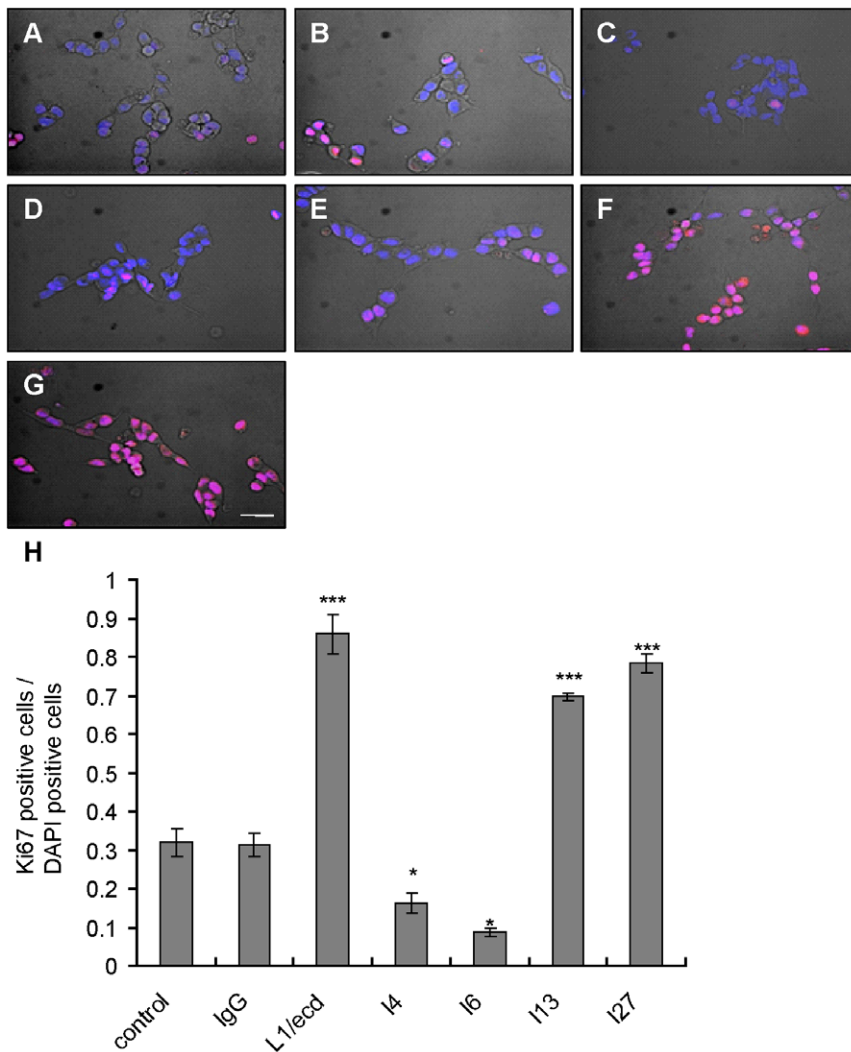 A
B
C
D
E
F
G
H
1
0.9
0.8
0.7
0.6
0.5
0.4
0.3
0.2
0.1
0
Ki67 positive cells /
DAPI positive cells
***
*
*
***
***
control
IgG
L1/ecd
I4
I6
I13
I27